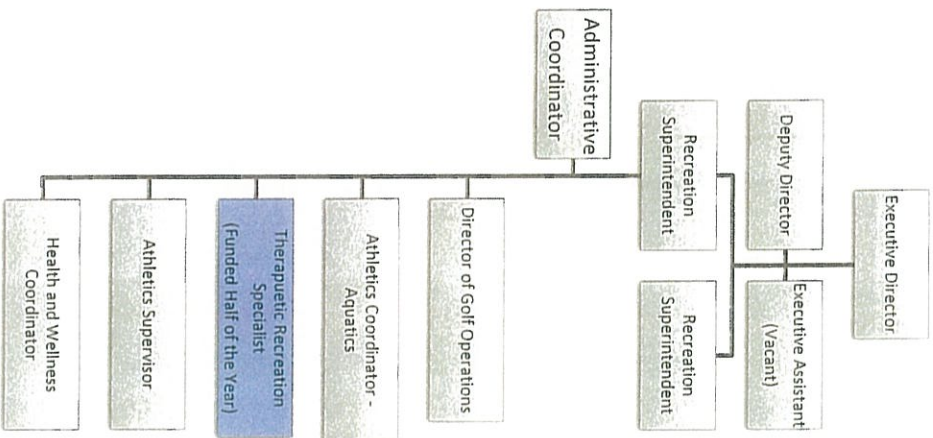 Executive Director
Deputy Director
Executive Assistant
(Vacant)
Recreation
Superintendent
Recreation
Superintendent
Administrative
Coordinator
Director of Golf Operations
Athletics Coordinator -
Aquatics
Therapuetic Recreation
Specialist
(Funded Half of the Year)
Athletics Supervisor
Health and Wellness
Coordinator